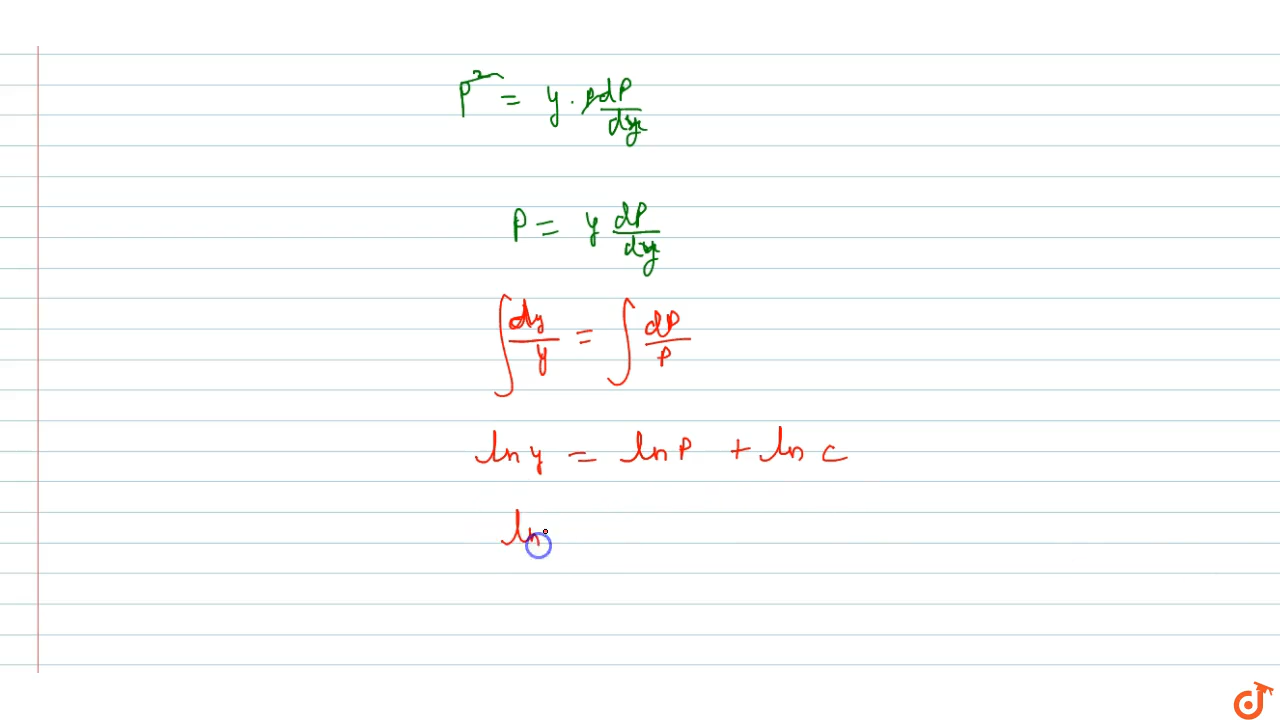 P² = y · p dP/dy
P = y dP/dy
∫ dy/y = ∫ dP/P
ln y = ln P + ln c
ln